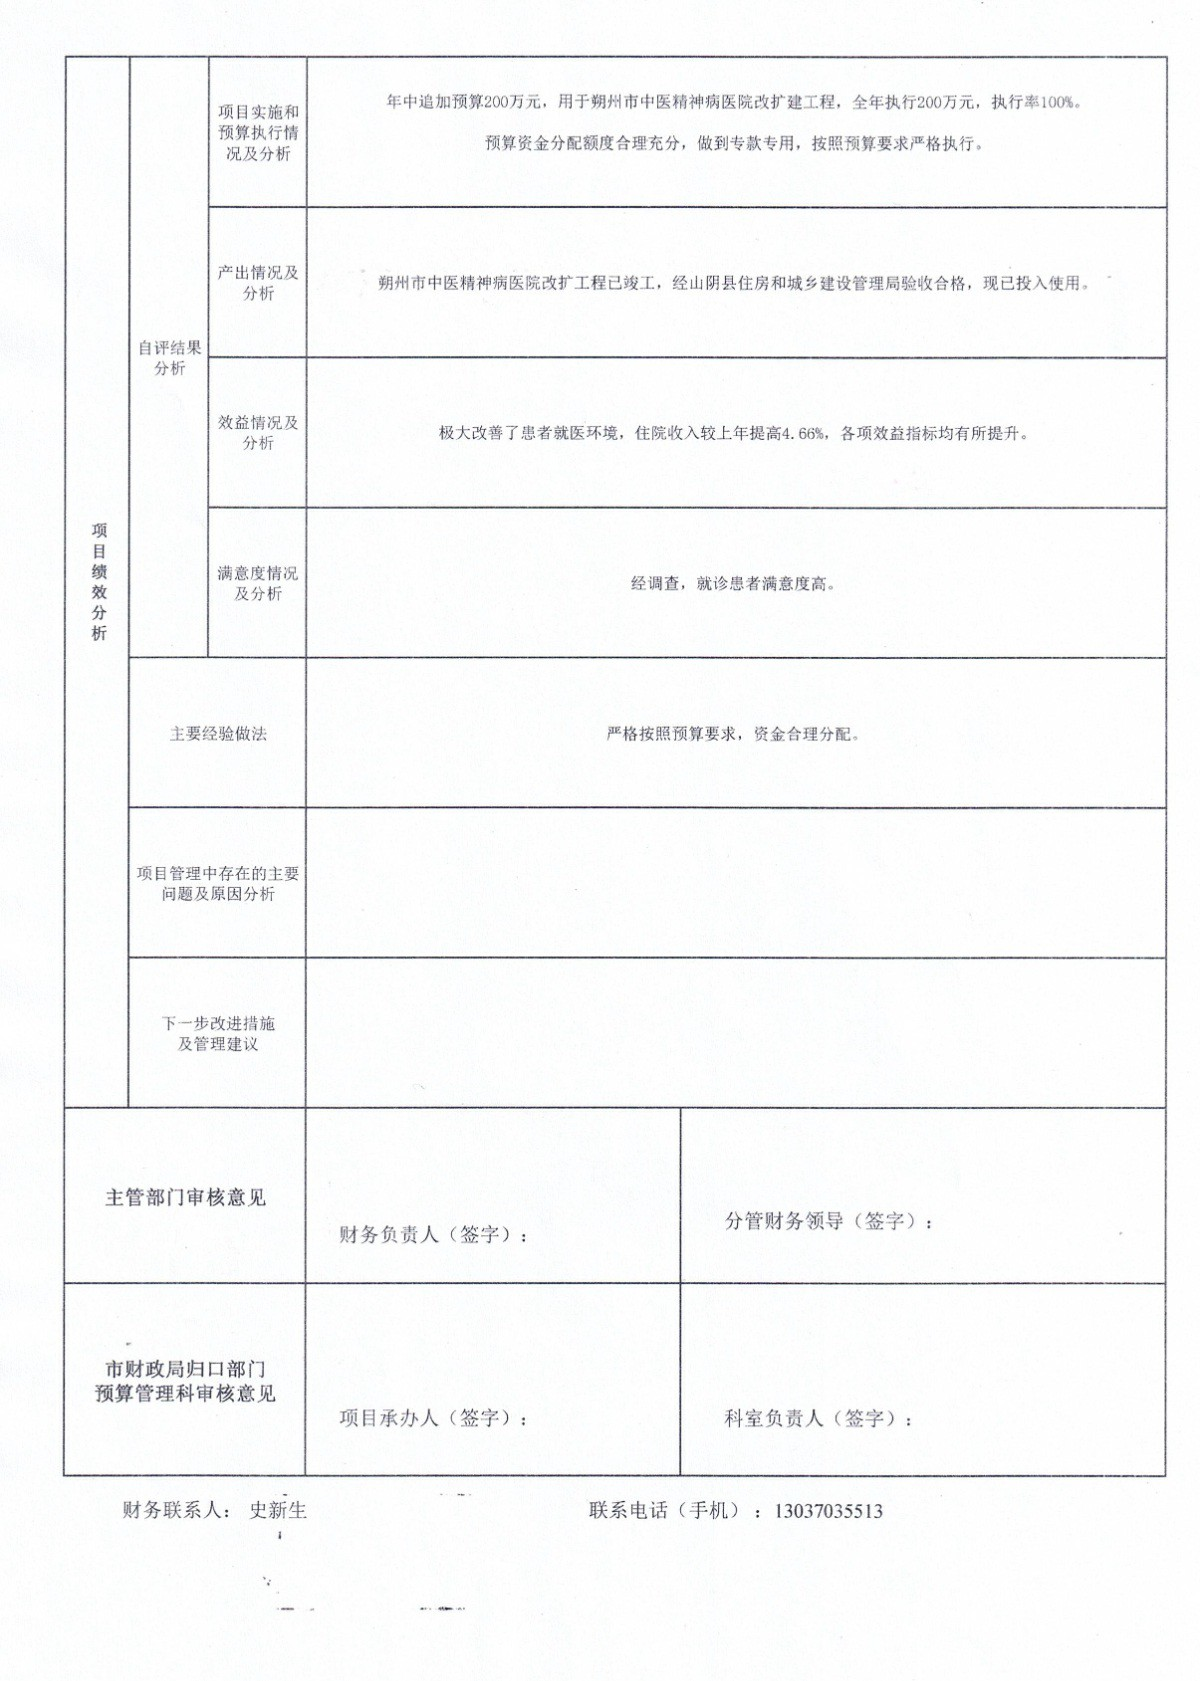 项目绩效分析
自评结果
分析
项目实施和
预算执行情
况及分析
年中追加预算200万元，用于朔州市中医精神病医院改扩建工程，全年执行200万元，执行率100%。
预算资金分配额度合理充分，做到专款专用，按照预算要求严格执行。
产出情况及
分析
朔州市中医精神病医院改扩工程已竣工，经山阴县住房和城乡建设管理局验收合格，现已投入使用。
效益情况及
分析
极大改善了患者就医环境，住院收入较上年提高4.66%，各项效益指标均有所提升。
满意度情况
及分析
经调查，就诊患者满意度高。
主要经验做法
严格按照预算要求，资金合理分配。
项目管理中存在的主要
问题及原因分析
下一步改进措施
及管理建议
主管部门审核意见
财务负责人（签字）：
分管财务领导（签字）：
市财政局归口部门
预算管理科审核意见
项目承办人（签字）：
科室负责人（签字）：
财务联系人： 史新生
联系电话（手机）：13037035513